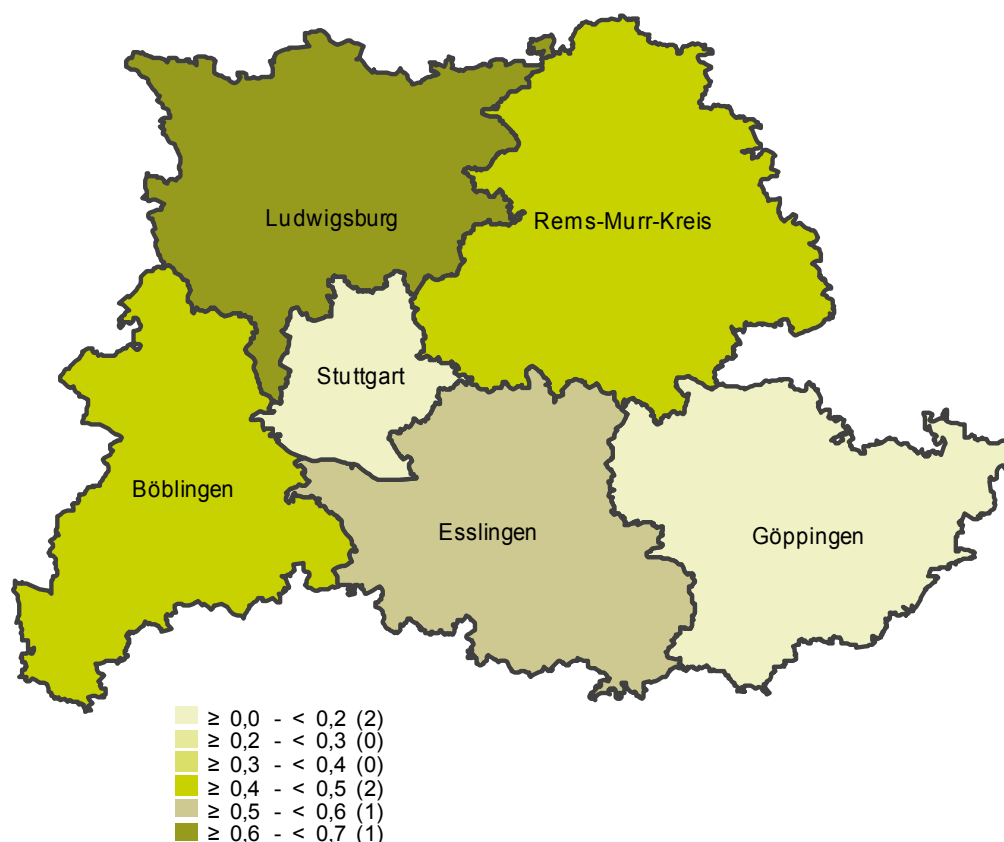 Ludwigsburg
Rems-Murr-Kreis
Stuttgart
Böblingen
Esslingen
Göppingen
≥ 0,0 - < 0,2 (2)
≥ 0,2 - < 0,3 (0)
≥ 0,3 - < 0,4 (0)
≥ 0,4 - < 0,5 (2)
≥ 0,5 - < 0,6 (1)
≥ 0,6 - < 0,7 (1)